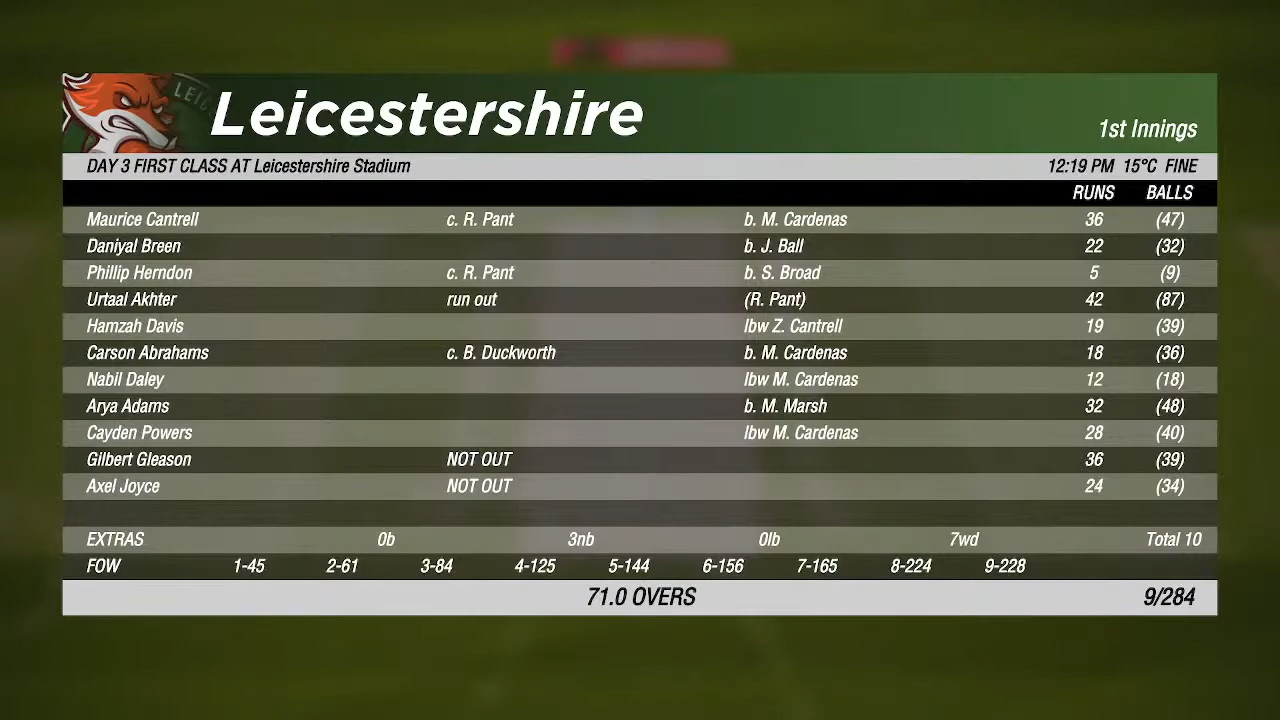 LEIC
Leicestershire
1st Innings
DAY 3 FIRST CLASS AT Leicestershire Stadium 12:19 PM 15°C FINE
RUNS BALLS
Maurice Cantrell c. R. Pant b. M. Cardenas 36 (47)
Daniyal Breen b. J. Ball 22 (32)
Phillip Herndon c. R. Pant b. S. Broad 5 (9)
Urtaal Akhter run out (R. Pant) 42 (87)
Hamzah Davis lbw Z. Cantrell 19 (39)
Carson Abrahams c. B. Duckworth b. M. Cardenas 18 (36)
Nabil Daley lbw M. Cardenas 12 (18)
Arya Adams b. M. Marsh 32 (48)
Cayden Powers lbw M. Cardenas 28 (40)
Gilbert Gleason NOT OUT 36 (39)
Axel Joyce NOT OUT 24 (34)
EXTRAS 0b 3nb 0lb 7wd Total 10
FOW 1-45 2-61 3-84 4-125 5-144 6-156 7-165 8-224 9-228
71.0 OVERS 9/284